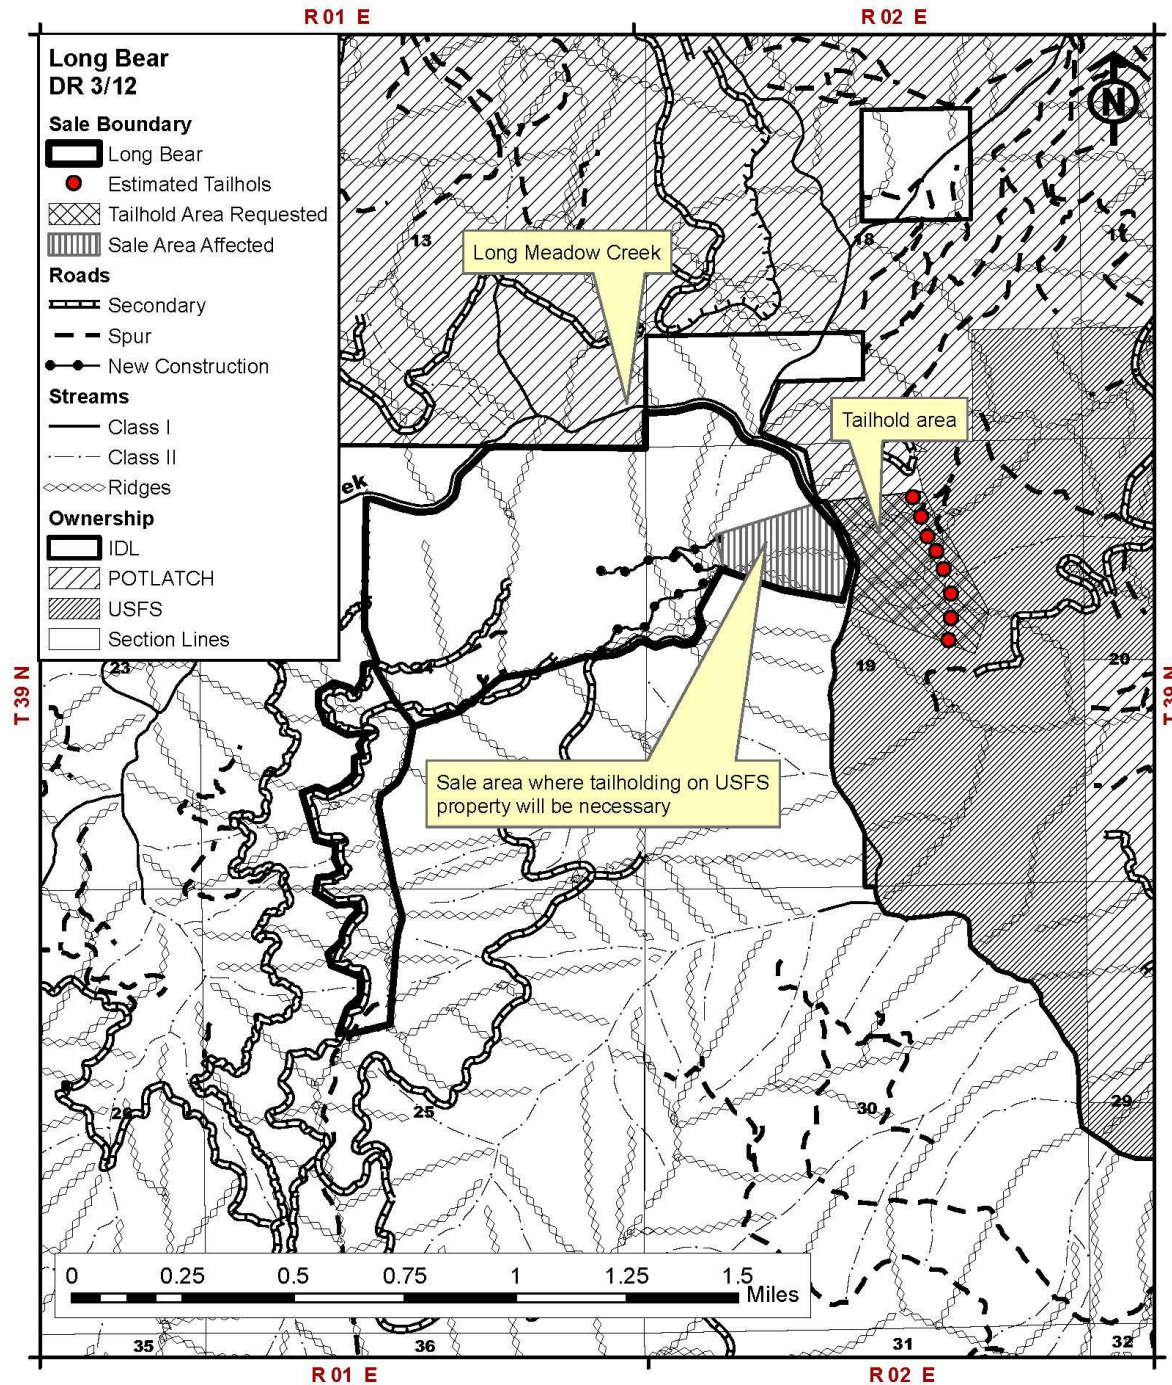 R 01 E
R 02 E
Long Bear
DR 3/12
Sale Boundary
Long Bear
Estimated Tailhols
Tailhold Area Requested
Sale Area Affected
Roads
Secondary
Spur
New Construction
Streams
Class I
Class II
Ridges
Ownership
IDL
POTLATCH
USFS
Section Lines
N
13
18
Long Meadow Creek
Tailhold area
ek
T 39 N
23
24
19
20
T 39 N
Sale area where tailholding on USFS
property will be necessary
26
25
30
29
0
0.25
0.5
0.75
1
1.25
1.5
Miles
35
36
31
32
R 01 E
R 02 E